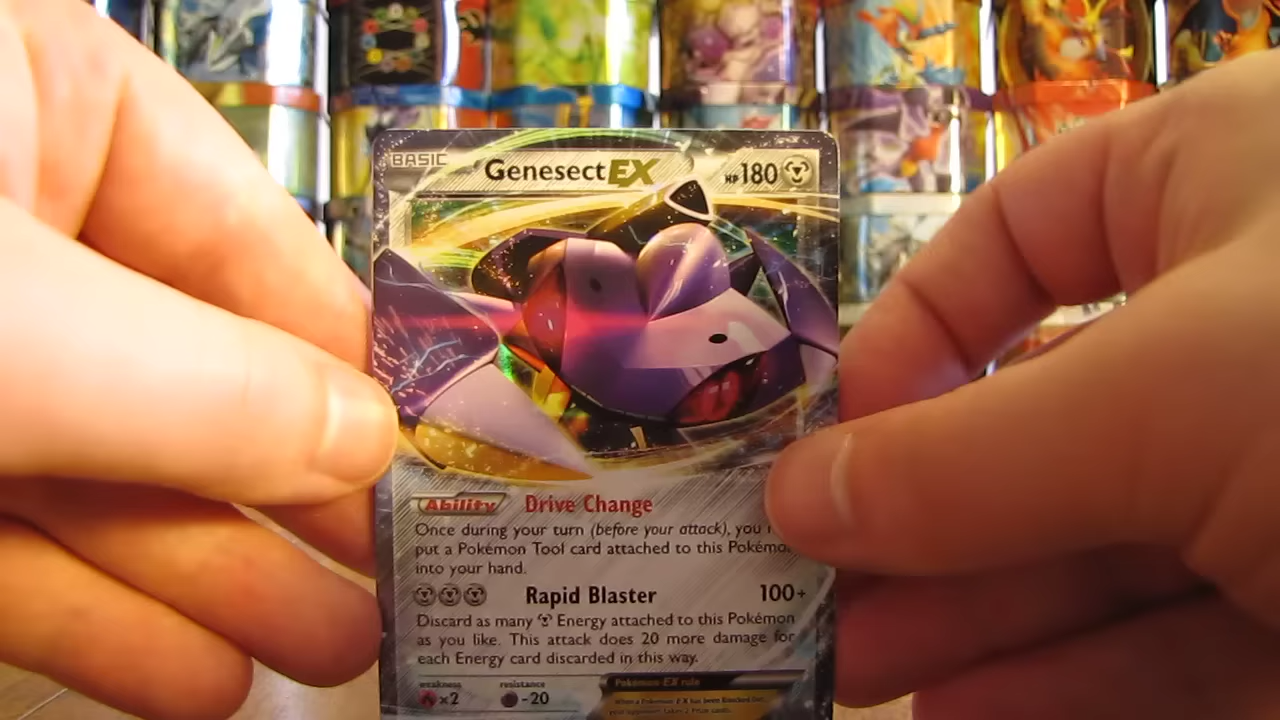 BASIC Genesect EX HP 180
Ability Drive Change
Once during your turn (before your attack), you
put a Pokémon Tool card attached to this Pokémo
into your hand.
Rapid Blaster 100+
Discard as many Energy attached to this Pokémon
as you like. This attack does 20 more damage for
each Energy card discarded in this way.
weakness resistance
×2 -20
Pokémon-EX rule
When a Pokémon-EX has been Knocked Out,
your opponent takes 2 Prize cards.